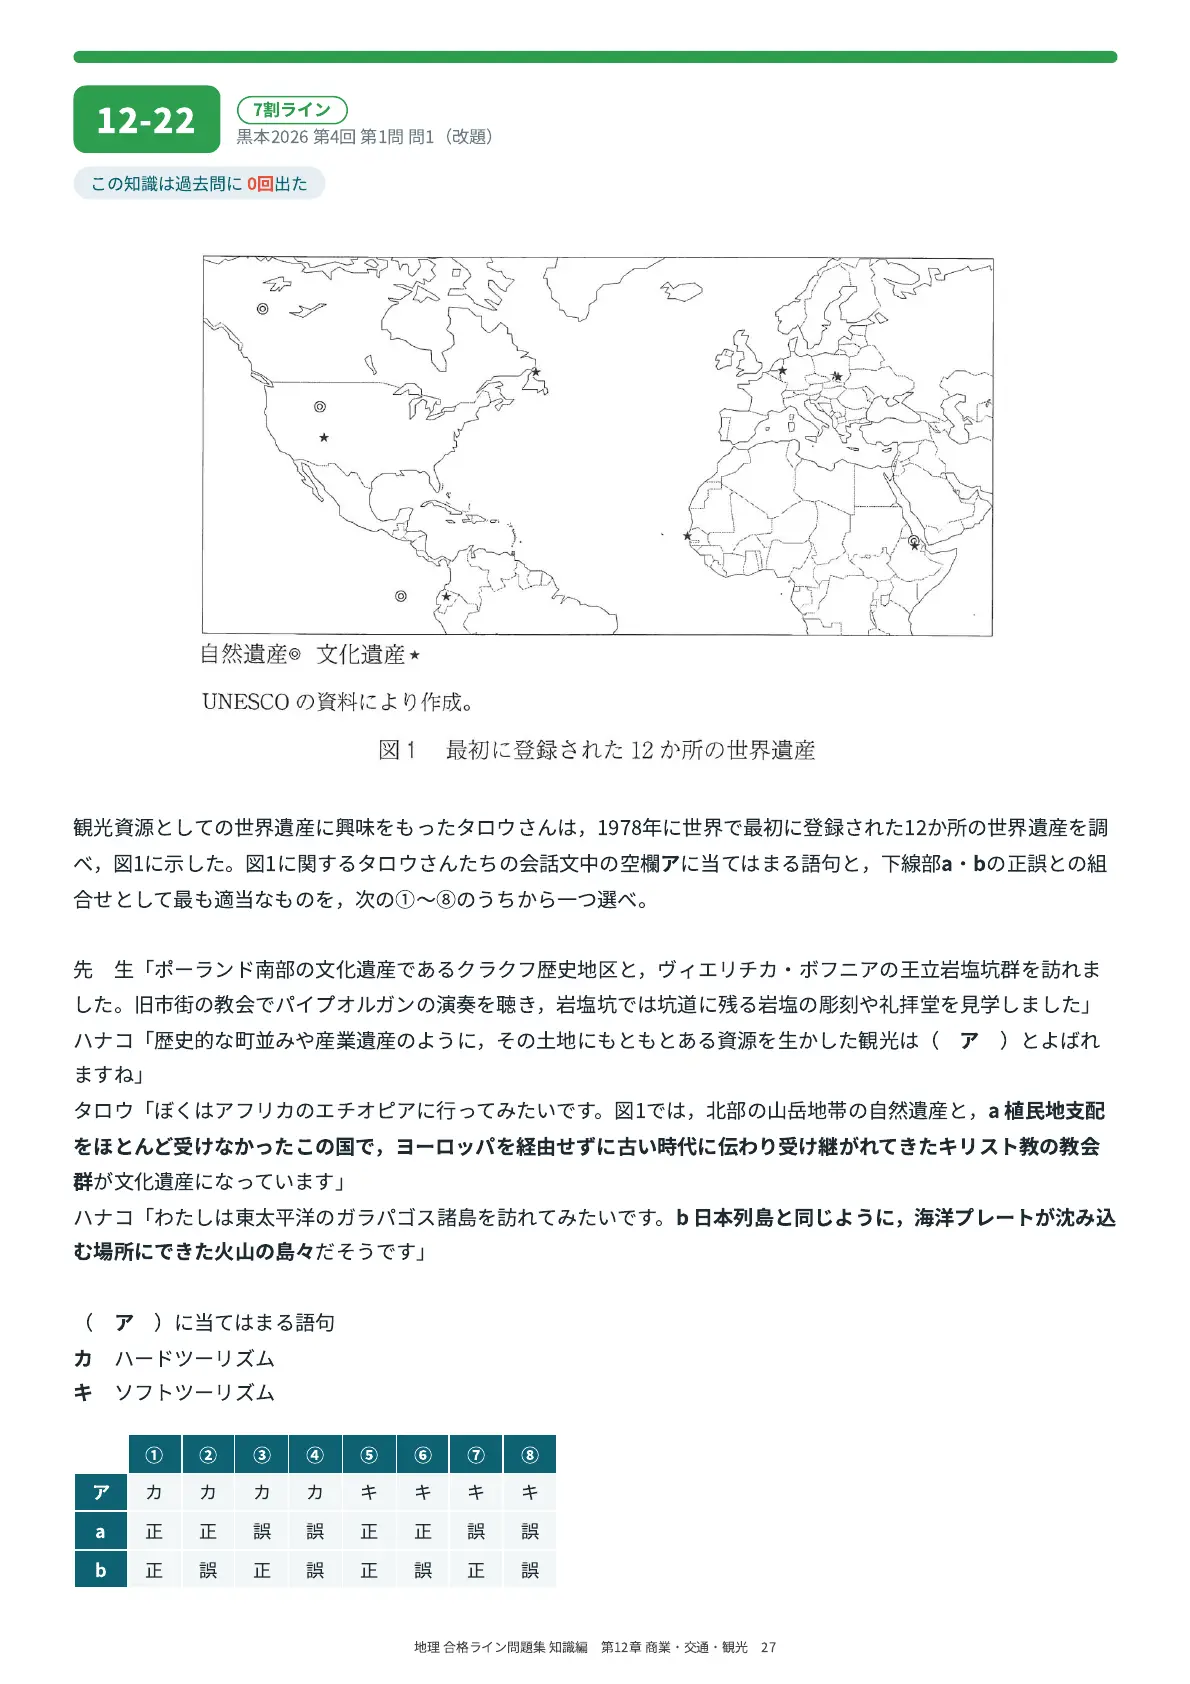 12-22
7割ライン
黒本2026 第4回 第1問 問1（改題）
この知識は過去問に 0回出た
自然遺産◎ 文化遺産★
UNESCO の資料により作成。
図1 最初に登録された 12 か所の世界遺産
観光資源としての世界遺産に興味をもったタロウさんは，1978年に世界で最初に登録された12か所の世界遺産を調
べ，図1に示した。図1に関するタロウさんたちの会話文中の空欄アに当てはまる語句と，下線部a・bの正誤との組
合せとして最も適当なものを，次の①～⑧のうちから一つ選べ。
先　生「ポーランド南部の文化遺産であるクラクフ歴史地区と，ヴィエリチカ・ボフニアの王立岩塩坑群を訪れま
した。旧市街の教会でパイプオルガンの演奏を聴き，岩塩坑では坑道に残る岩塩の彫刻や礼拝堂を見学しました」
ハナコ「歴史的な町並みや産業遺産のように，その土地にもともとある資源を生かした観光は（　ア　）とよばれ
ますね」
タロウ「ぼくはアフリカのエチオピアに行ってみたいです。図1では，北部の山岳地帯の自然遺産と，a 植民地支配
をほとんど受けなかったこの国で，ヨーロッパを経由せずに古い時代に伝わり受け継がれてきたキリスト教の教会
群が文化遺産になっています」
ハナコ「わたしは東太平洋のガラパゴス諸島を訪れてみたいです。b 日本列島と同じように，海洋プレートが沈み込
む場所にできた火山の島々だそうです」
（　ア　）に当てはまる語句
カ　ハードツーリズム
キ　ソフトツーリズム
① ② ③ ④ ⑤ ⑥ ⑦ ⑧
ア カ カ カ カ キ キ キ キ
a 正 正 誤 誤 正 正 誤 誤
b 正 誤 正 誤 正 誤 正 誤
地理 合格ライン問題集 知識編　第12章 商業・交通・観光　27